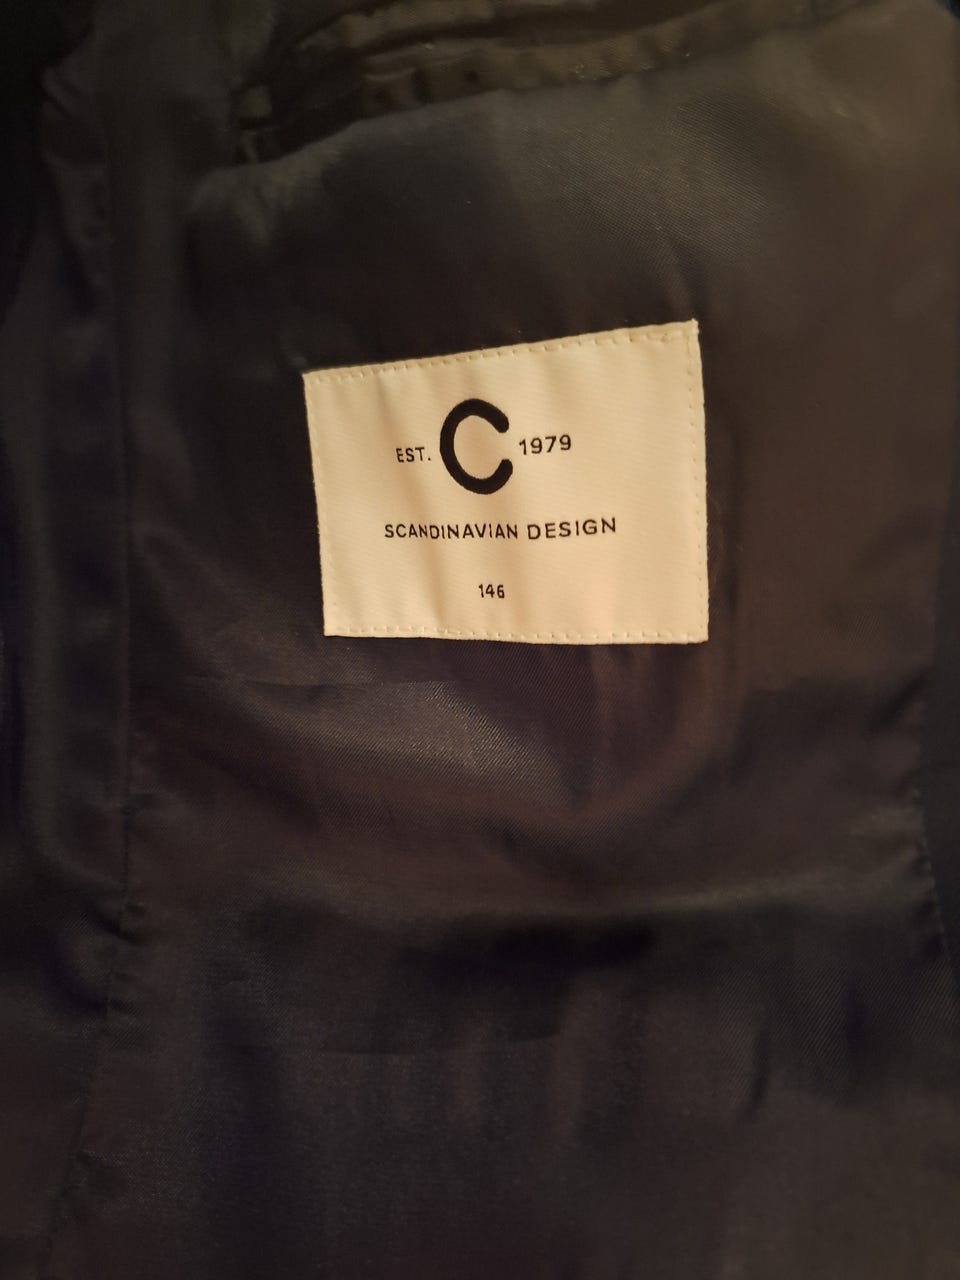 EST. C 1979
SCANDINAVIAN DESIGN
146